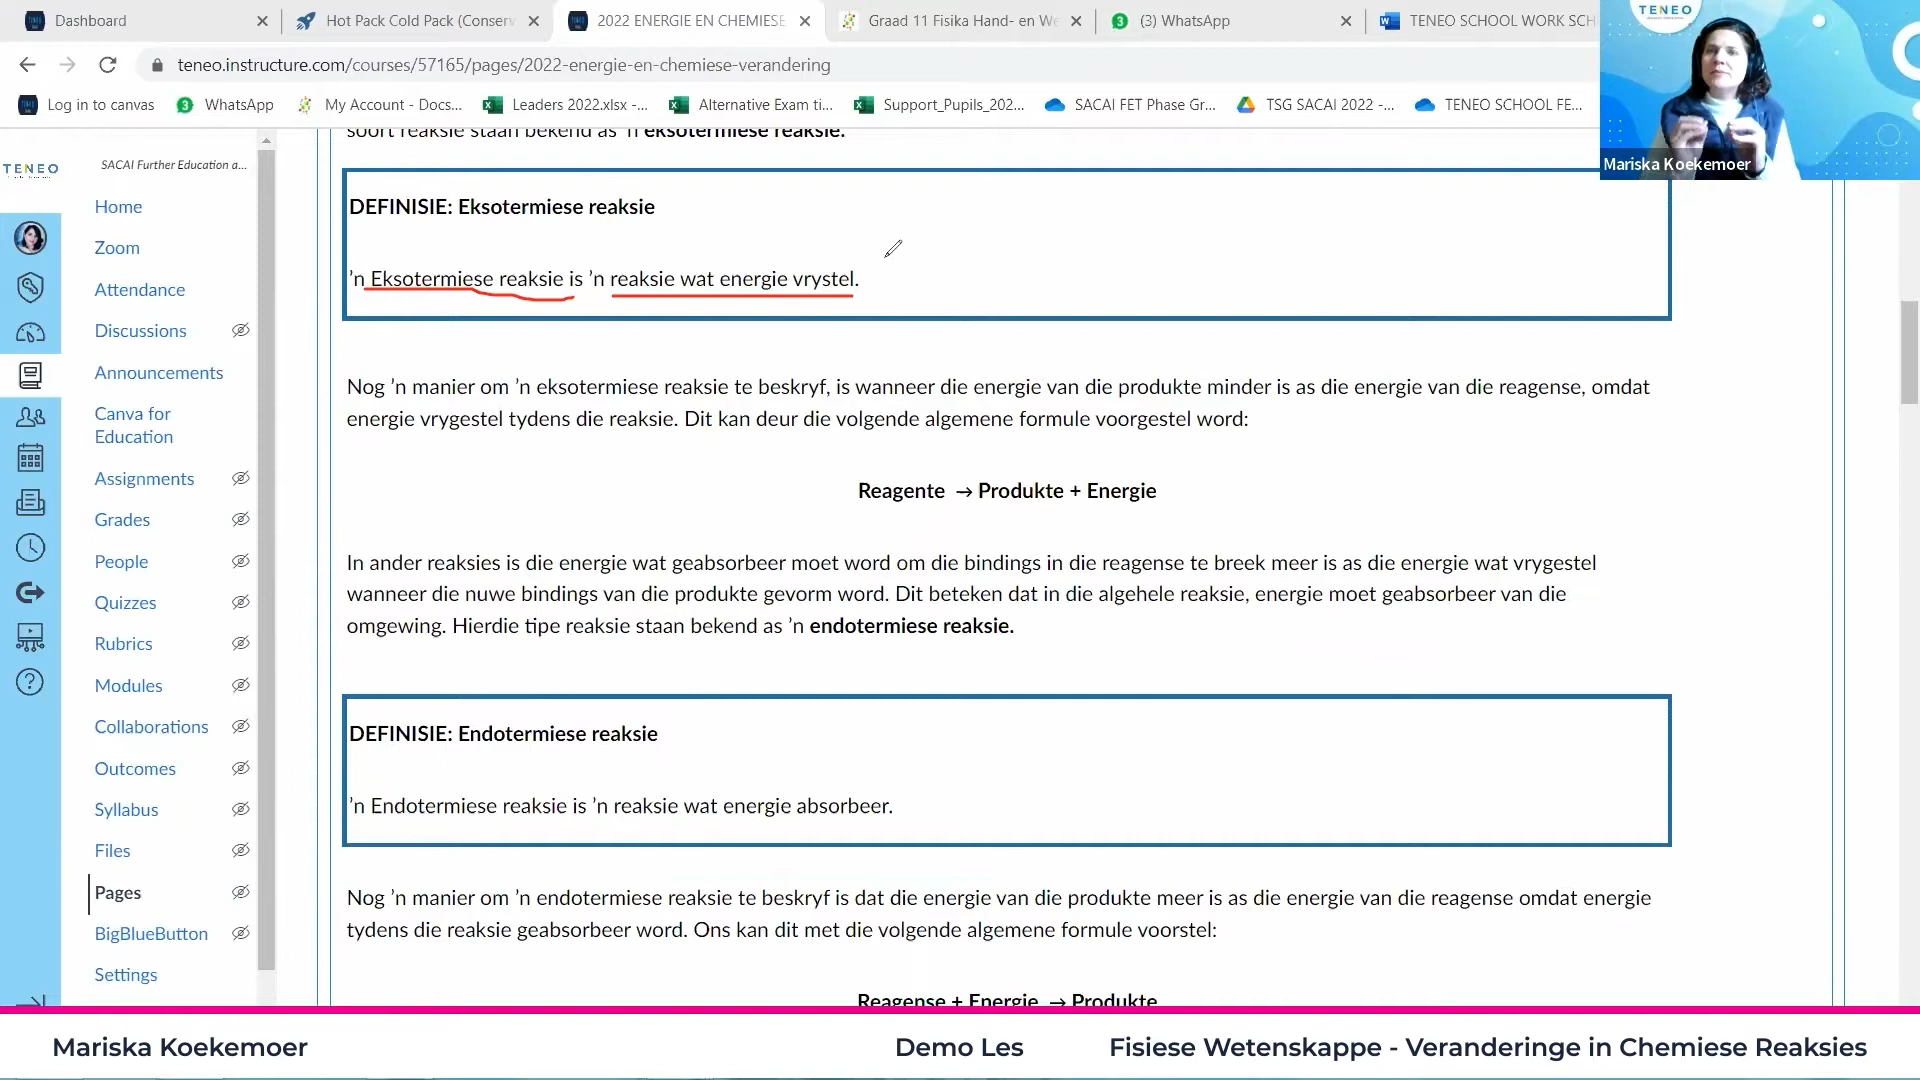 Dashboard
Hot Pack Cold Pack (Conserv
2022 ENERGIE EN CHEMIESE
Graad 11 Fisika Hand- en We
(3) WhatsApp
TENEO SCHOOL WORK SCH
teneo.instructure.com/courses/57165/pages/2022-energie-en-chemiese-verandering
Log in to canvas
WhatsApp
My Account - Docs...
Leaders 2022.xlsx -...
Alternative Exam ti...
Support_Pupils_202...
SACAI FET Phase Gr...
TSG SACAI 2022 -...
TENEO SCHOOL FE...
TENEO
Mariska Koekemoer
TENEO
SACAI Further Education a...
Home
Zoom
Attendance
Discussions
Announcements
Canva for
Education
Assignments
Grades
People
Quizzes
Rubrics
Modules
Collaborations
Outcomes
Syllabus
Files
Pages
BigBlueButton
Settings
soort reaksie staan bekend as ’n eksotermiese reaksie.
DEFINISIE: Eksotermiese reaksie
’n Eksotermiese reaksie is ’n reaksie wat energie vrystel.
Nog ’n manier om ’n eksotermiese reaksie te beskryf, is wanneer die energie van die produkte minder is as die energie van die reagense, omdat
energie vrygestel tydens die reaksie. Dit kan deur die volgende algemene formule voorgestel word:
Reagente → Produkte + Energie
In ander reaksies is die energie wat geabsorbeer moet word om die bindings in die reagense te breek meer is as die energie wat vrygestel
wanneer die nuwe bindings van die produkte gevorm word. Dit beteken dat in die algehele reaksie, energie moet geabsorbeer van die
omgewing. Hierdie tipe reaksie staan bekend as ’n endotermiese reaksie.
DEFINISIE: Endotermiese reaksie
’n Endotermiese reaksie is ’n reaksie wat energie absorbeer.
Nog ’n manier om ’n endotermiese reaksie te beskryf is dat die energie van die produkte meer is as die energie van die reagense omdat energie
tydens die reaksie geabsorbeer word. Ons kan dit met die volgende algemene formule voorstel:
Reagense + Energie → Produkte
Mariska Koekemoer
Demo Les
Fisiese Wetenskappe - Veranderinge in Chemiese Reaksies